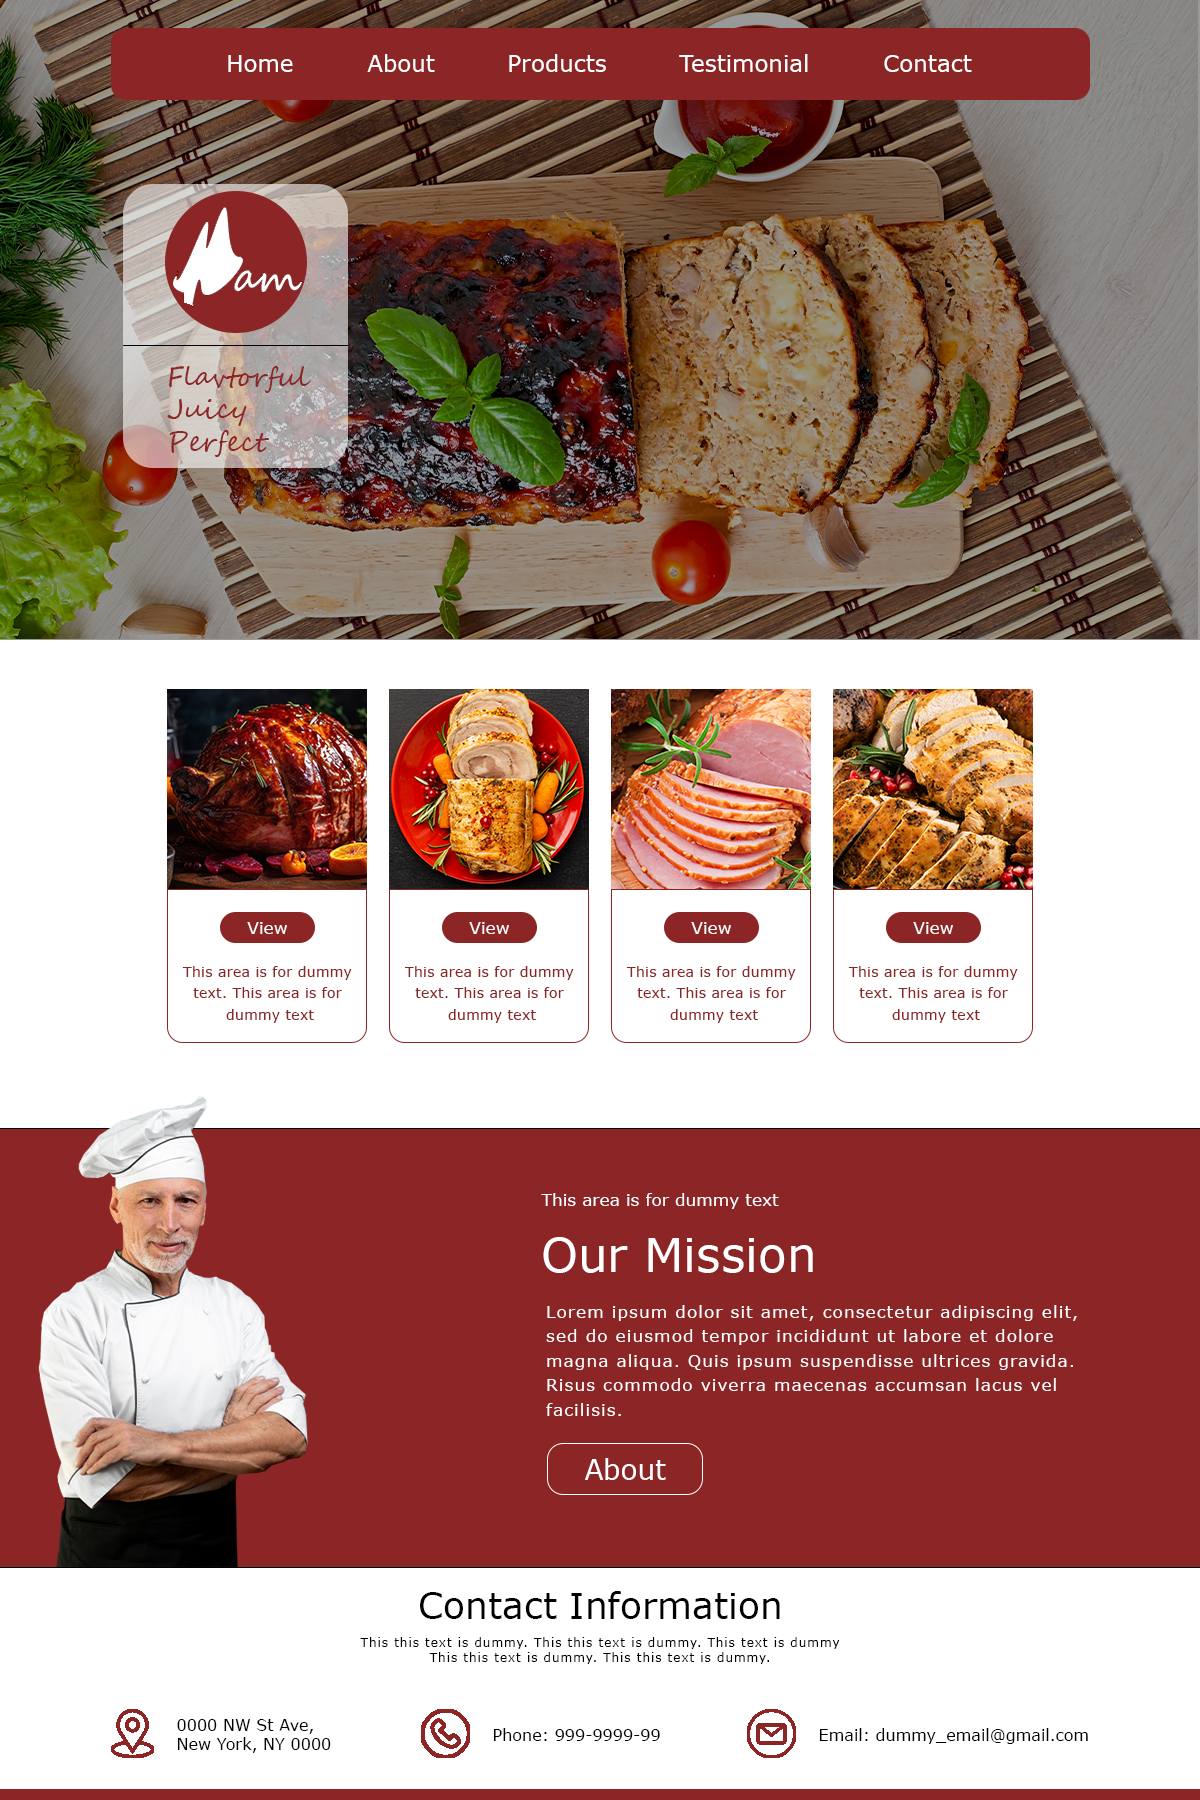 Home About Products Testimonial Contact
Ham
Flavtorful
Juicy
Perfect
View View View View
This area is for dummy This area is for dummy This area is for dummy This area is for dummy
text. This area is for text. This area is for text. This area is for text. This area is for
dummy text dummy text dummy text dummy text
This area is for dummy text
Our Mission
Lorem ipsum dolor sit amet, consectetur adipiscing elit,
sed do eiusmod tempor incididunt ut labore et dolore
magna aliqua. Quis ipsum suspendisse ultrices gravida.
Risus commodo viverra maecenas accumsan lacus vel
facilisis.
About
Contact Information
This this text is dummy. This this text is dummy. This text is dummy
This this text is dummy. This this text is dummy.
0000 NW St Ave,
New York, NY 0000
Phone: 999-9999-99
Email: dummy_email@gmail.com